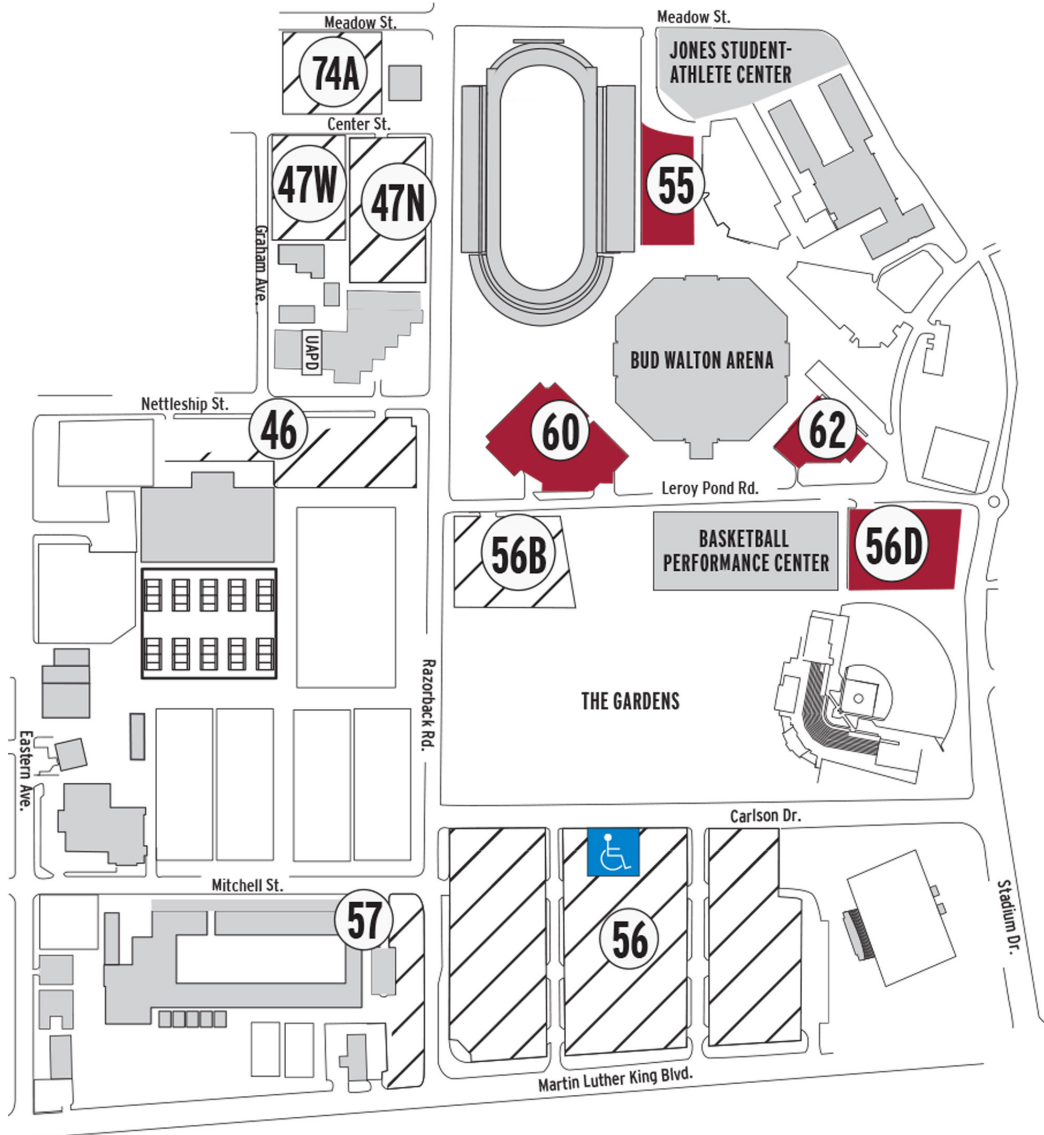 Meadow St.
Meadow St.
JONES STUDENT-
ATHLETE CENTER
74A
Center St.
47W
47N
55
Graham Ave.
UAPD
BUD WALTON ARENA
Nettleship St.
46
60
62
Leroy Pond Rd.
56B
BASKETBALL
PERFORMANCE CENTER
56D
Razorback Rd.
THE GARDENS
Eastern Ave.
Carlson Dr.
Mitchell St.
57
56
Stadium Dr.
Martin Luther King Blvd.